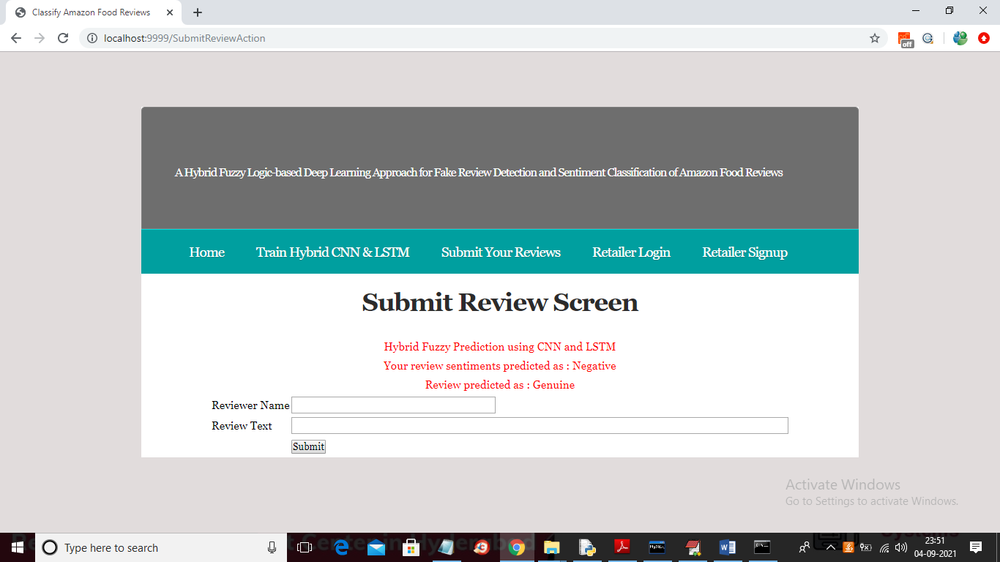 Classify Amazon Food Reviews
localhost:9999/SubmitReviewAction
off
A Hybrid Fuzzy Logic-based Deep Learning Approach for Fake Review Detection and Sentiment Classification of Amazon Food Reviews
Home Train Hybrid CNN & LSTM Submit Your Reviews Retailer Login Retailer Signup
Submit Review Screen
Hybrid Fuzzy Prediction using CNN and LSTM
Your review sentiments predicted as : Negative
Review predicted as : Genuine
Reviewer Name
Review Text
Submit
Activate Windows
Go to Settings to activate Windows.
Type here to search
23:51
04-09-2021